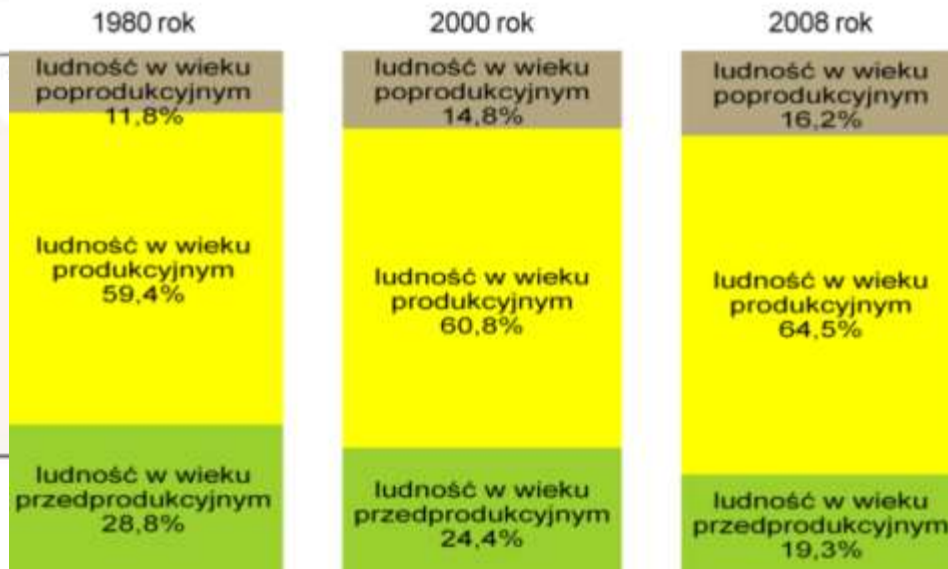 1980 rok
ludność w wieku
poprodukcyjnym
11,8%
ludność w wieku
produkcyjnym
59,4%
ludność w wieku
przedprodukcyjnym
28,8%
2000 rok
ludność w wieku
poprodukcyjnym
14,8%
ludność w wieku
produkcyjnym
60,8%
ludność w wieku
przedprodukcyjnym
24,4%
2008 rok
ludność w wieku
poprodukcyjnym
16,2%
ludność w wieku
produkcyjnym
64,5%
ludność w wieku
przedprodukcyjnym
19,3%